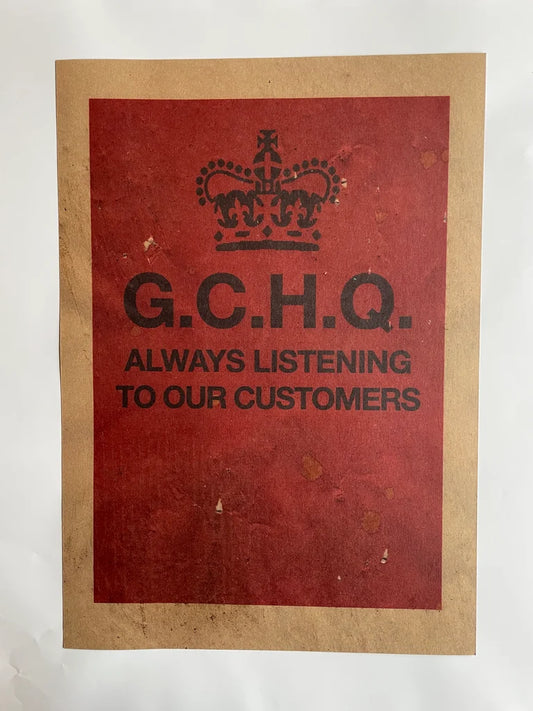 G.C.H.Q.
ALWAYS LISTENING
TO OUR CUSTOMERS